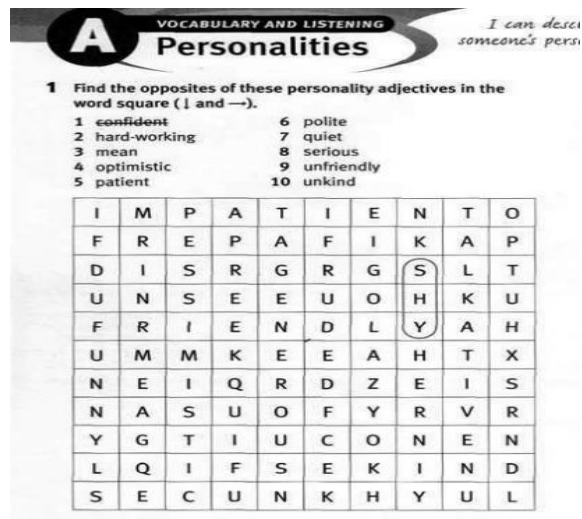 A
VOCABULARY AND LISTENING
Personalities
I can desc
someone's pers
1 Find the opposites of these personality adjectives in the
word square (↓ and →).
1 confident
2 hard-working
3 mean
4 optimistic
5 patient
6 polite
7 quiet
8 serious
9 unfriendly
10 unkind
I M P A T I E N T O
F R E P A F I K A P
D I S R G R G S L T
U N S E E U O H K U
F R I E N D L Y A H
U M M K E E A H T X
N E I Q R D Z E I S
N A S U O F Y R V R
Y G T I U C O N E N
L Q I F S E K I N D
S E C U N K H Y U L